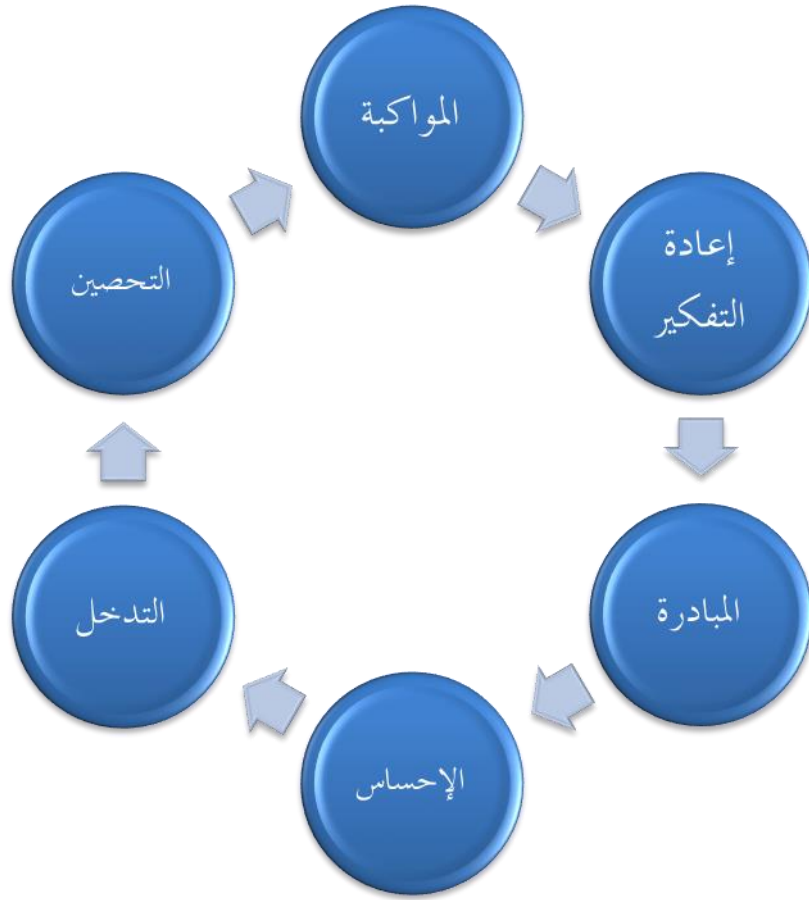 المواكبة
إعادة
التفكير
المبادرة
الإحساس
التدخل
التحصين